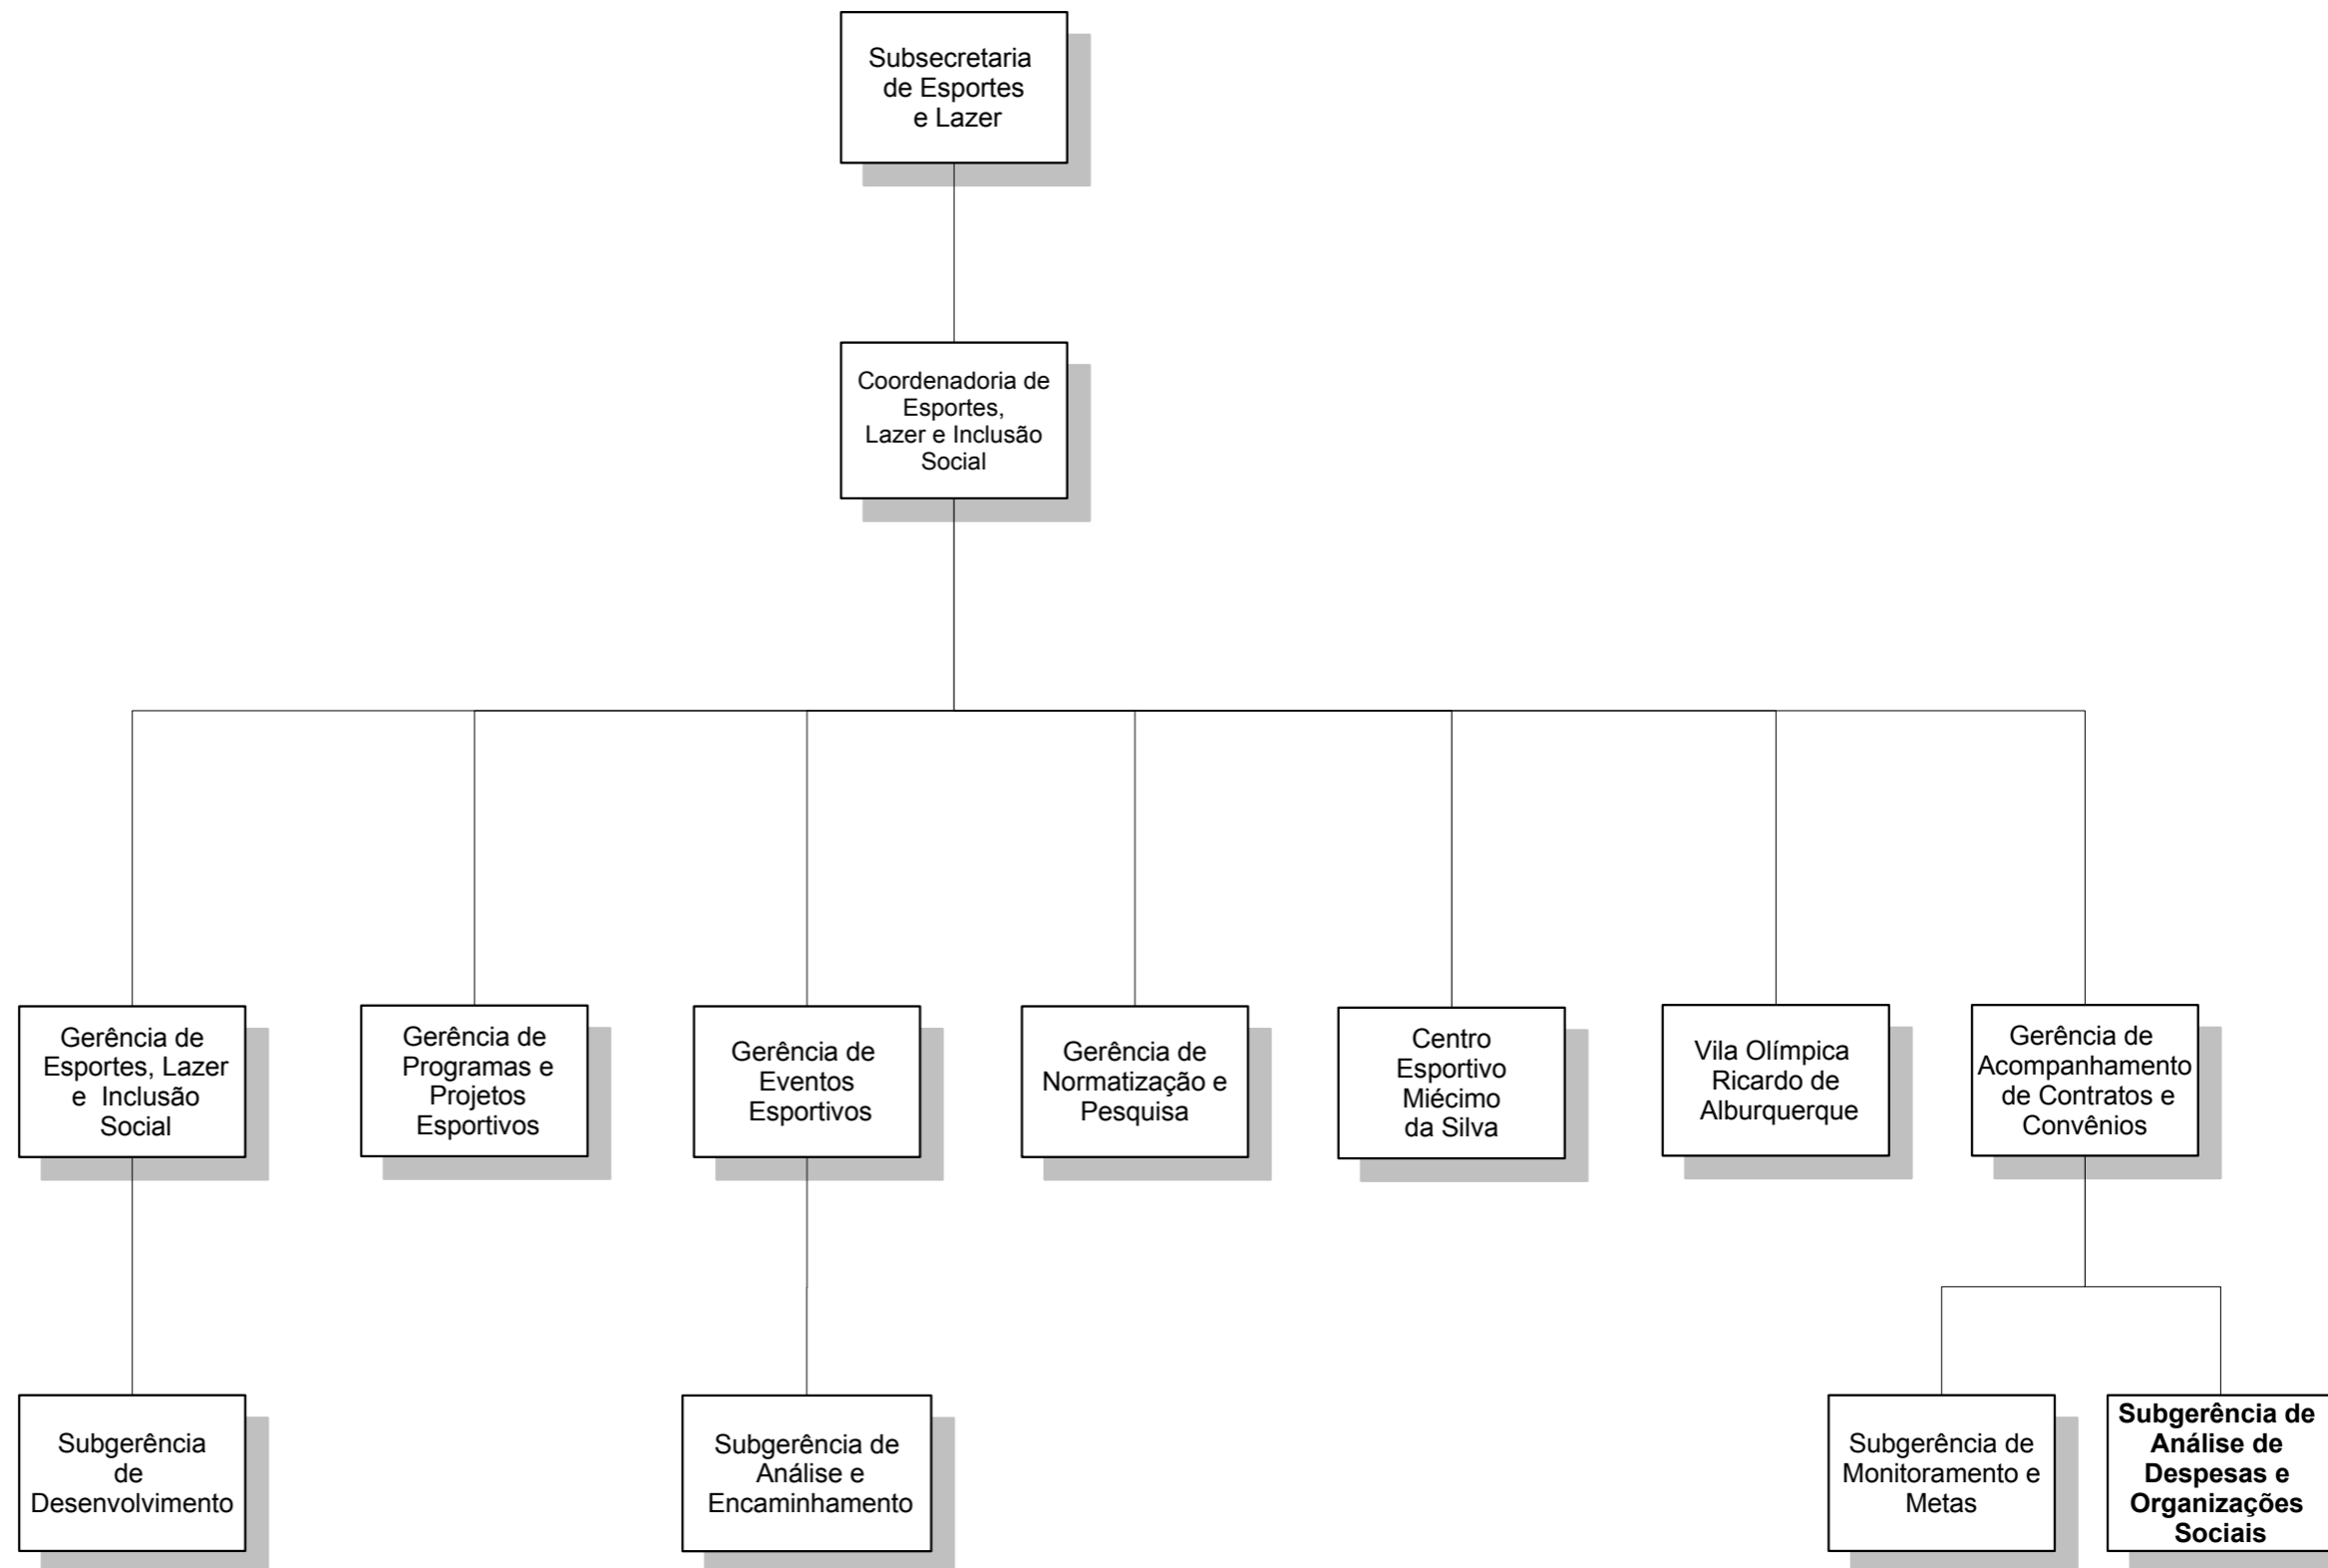 Subsecretaria
de Esportes
e Lazer
Coordenadoria de
Esportes,
Lazer e Inclusão
Social
Gerência de
Esportes, Lazer
e Inclusão
Social
Gerência de
Programas e
Projetos
Esportivos
Gerência de
Eventos
Esportivos
Gerência de
Normatização e
Pesquisa
Centro
Esportivo
Miécimo
da Silva
Vila Olímpica
Ricardo de
Alburquerque
Gerência de
Acompanhamento
de Contratos e
Convênios
Subgerência
de
Desenvolvimento
Subgerência de
Análise e
Encaminhamento
Subgerência de
Monitoramento e
Metas
Subgerência de
Análise de
Despesas e
Organizações
Sociais